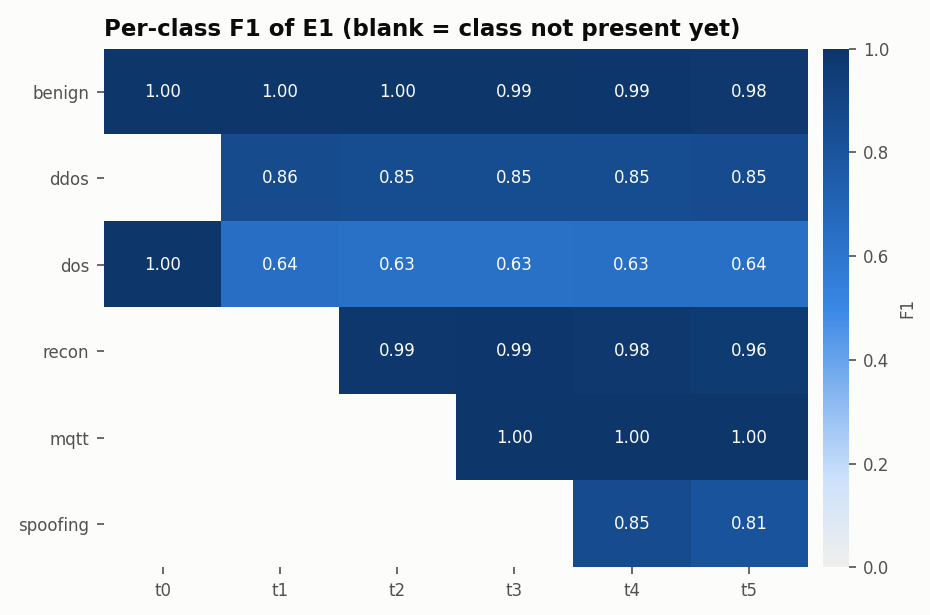 Per-class F1 of E1 (blank = class not present yet)
benign 1.00 1.00 1.00 0.99 0.99 0.98
ddos 0.86 0.85 0.85 0.85 0.85
dos 1.00 0.64 0.63 0.63 0.63 0.64
recon 0.99 0.99 0.98 0.96
mqtt 1.00 1.00 1.00
spoofing 0.85 0.81
t0 t1 t2 t3 t4 t5
1.0
0.8
0.6
0.4
0.2
0.0
F1